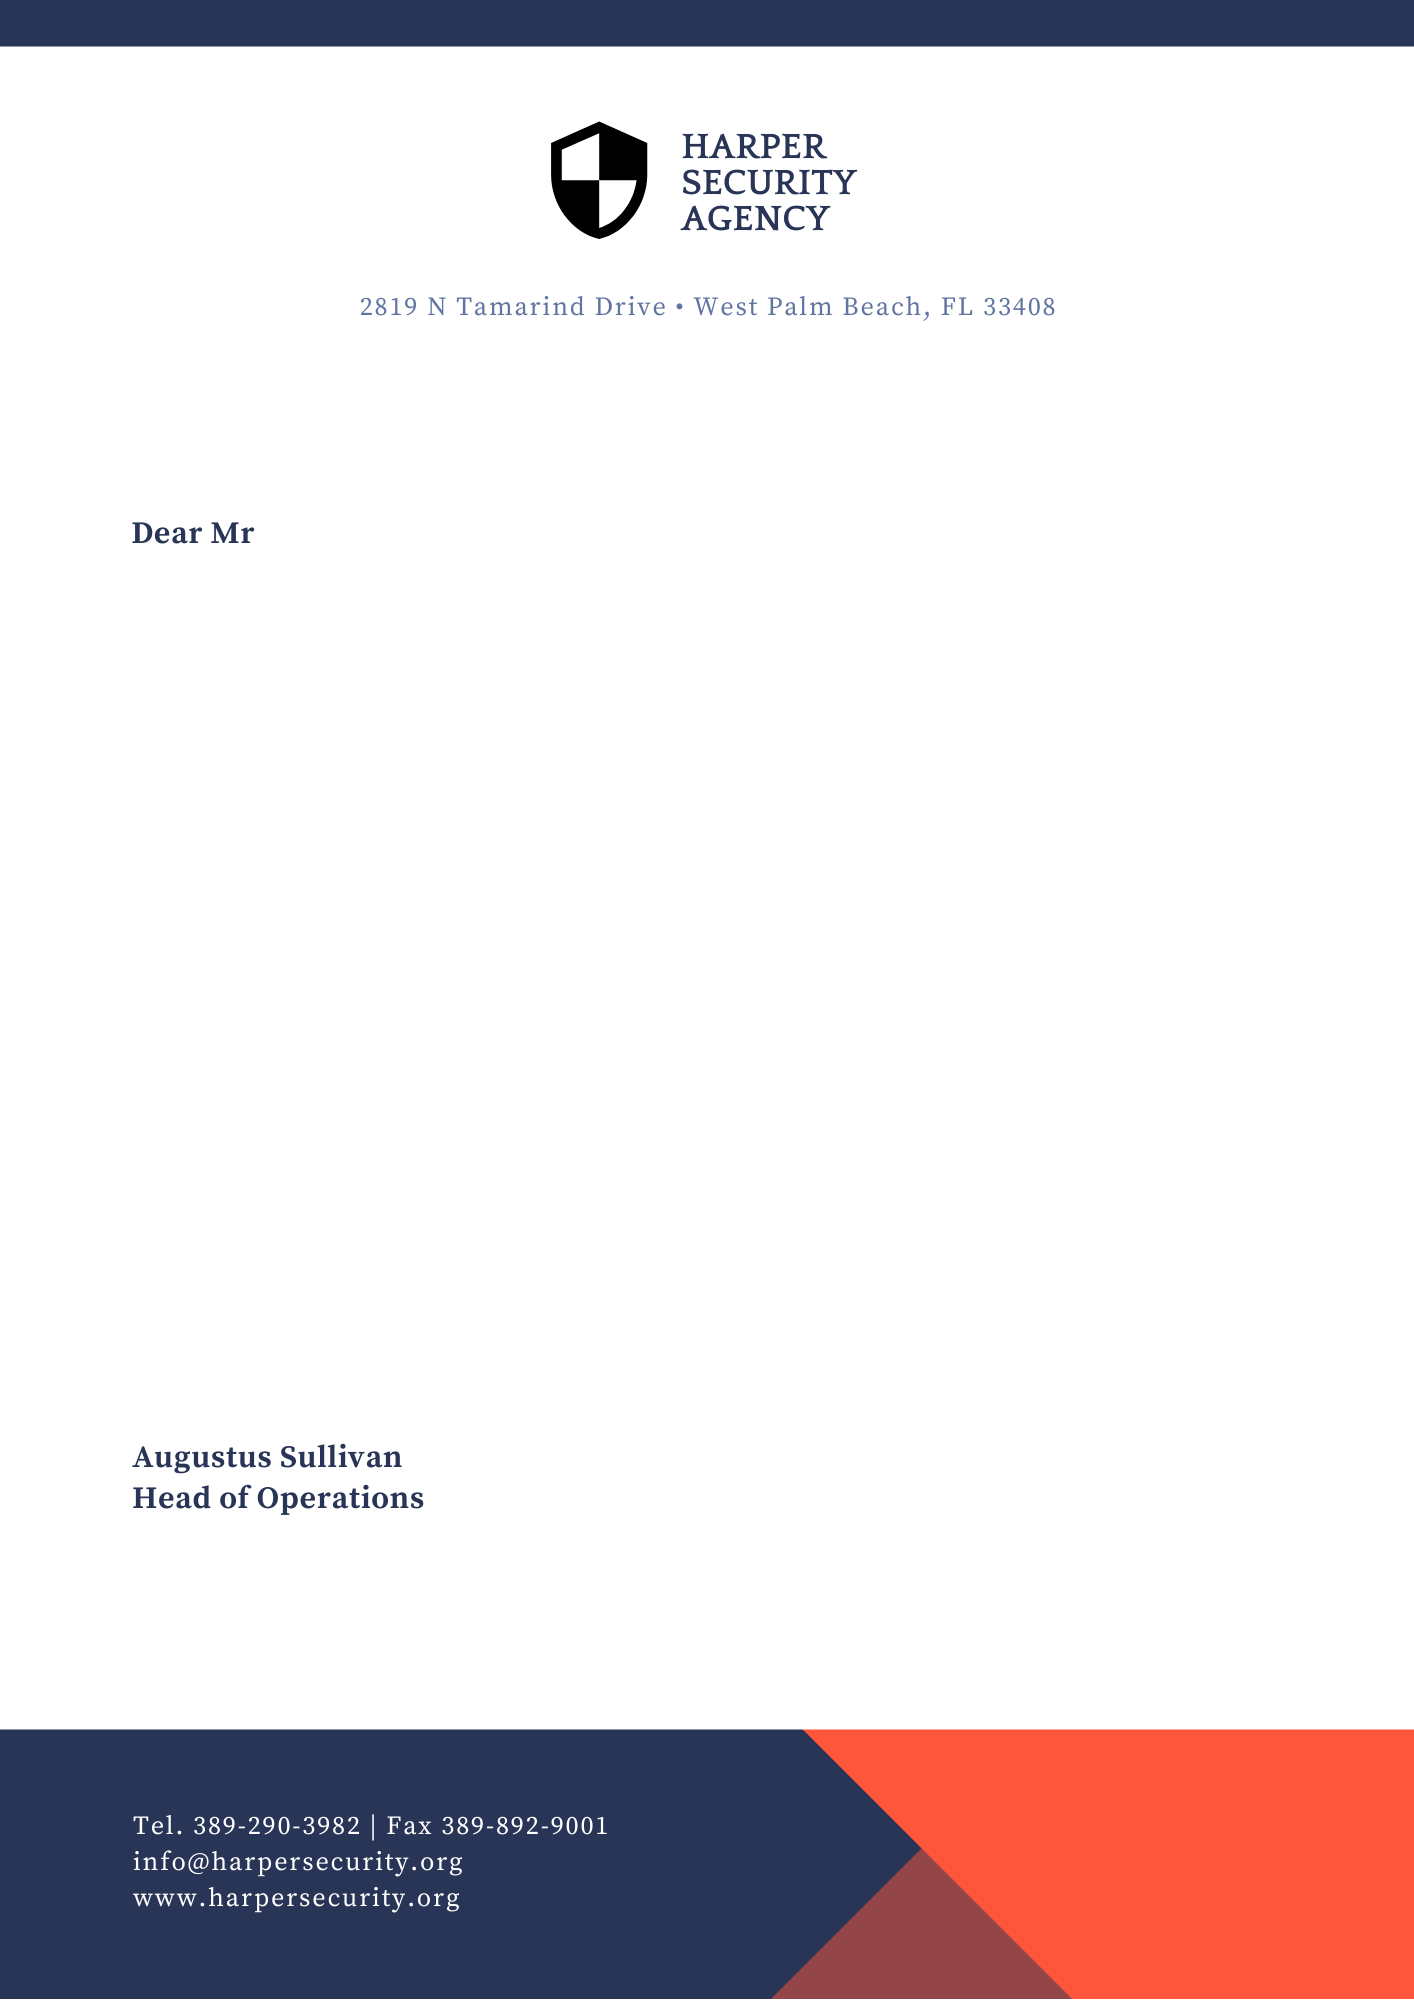 HARPER
SECURITY
AGENCY
2819 N Tamarind Drive • West Palm Beach, FL 33408
Dear Mr
Augustus Sullivan
Head of Operations
Tel. 389-290-3982 | Fax 389-892-9001
info@harpersecurity.org
www.harpersecurity.org